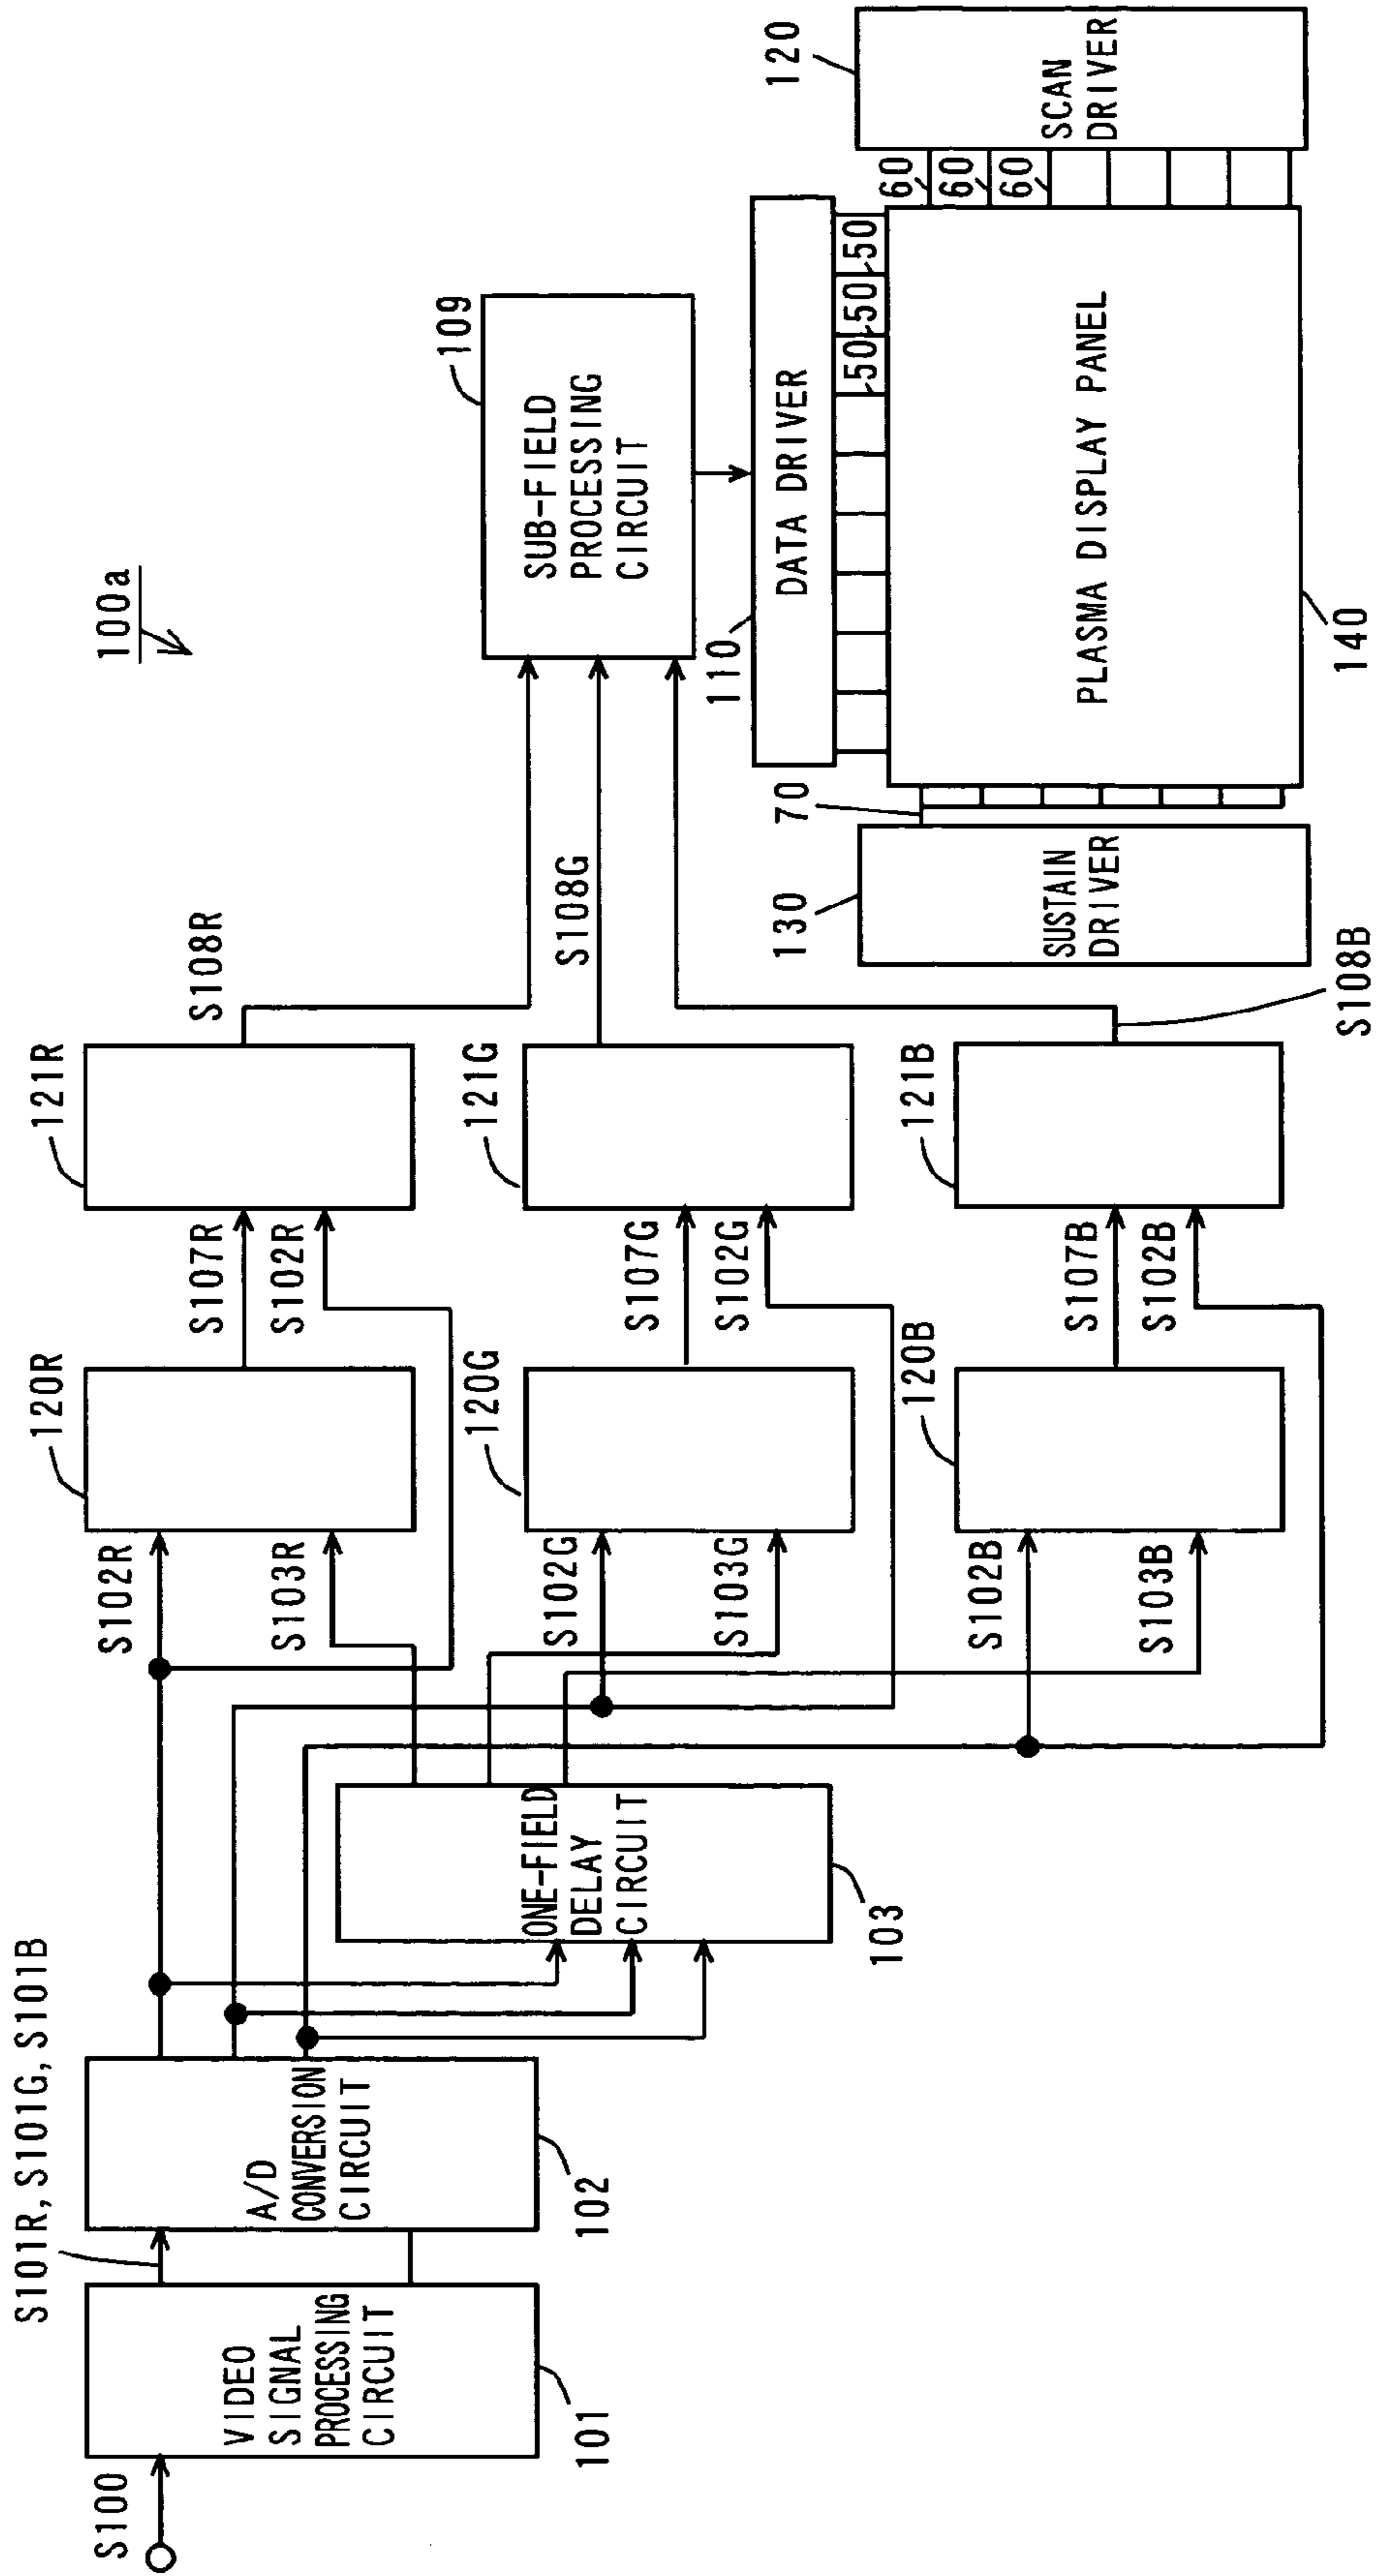 100a
S100
VIDEO
SIGNAL
PROCESSING
CIRCUIT
101
S101R, S101G, S101B
A/D
CONVERSION
CIRCUIT
102
ONE-FIELD
DELAY
CIRCUIT
103
S102R
S103R
120R
S107R
S102R
121R
S108R
S102G
S103G
120G
S107G
S102G
121G
S108G
S102B
S103B
120B
S107B
S102B
121B
S108B
SUB-FIELD
PROCESSING
CIRCUIT
109
DATA DRIVER
110
50
50
50
SUSTAIN
DRIVER
130
70
PLASMA DISPLAY PANEL
140
60
60
60
SCAN
DRIVER
120